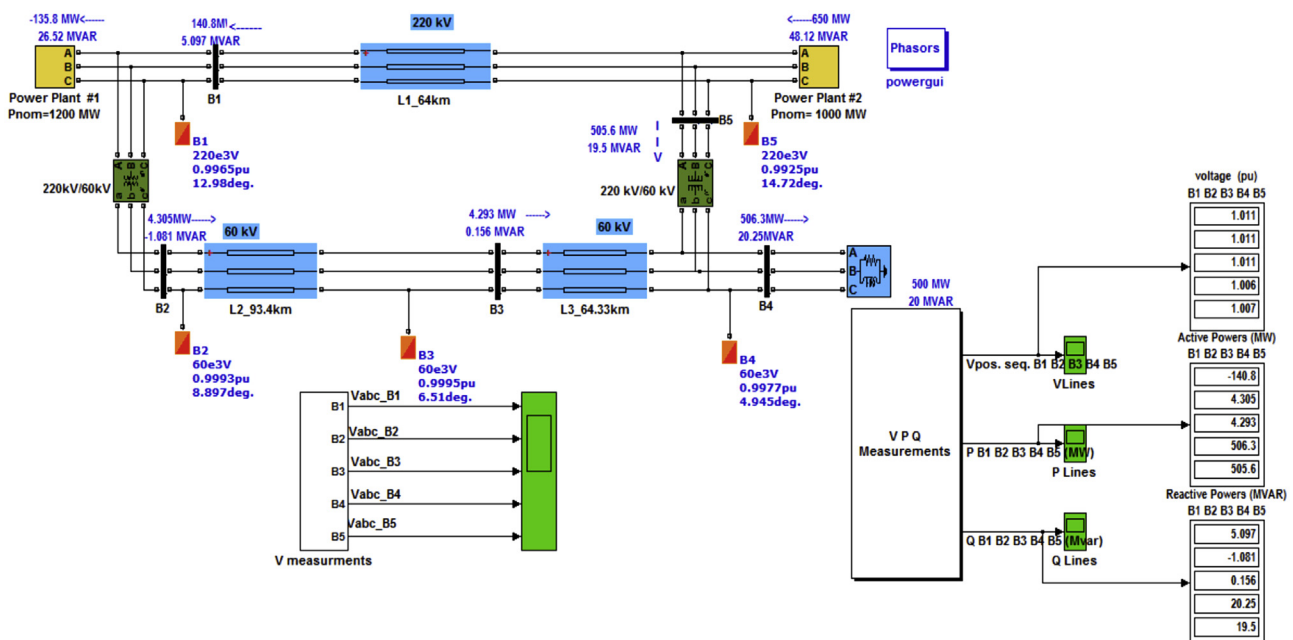 -135.8 MW<-----
26.52 MVAR
A
B
C
Power Plant #1
Pnom=1200 MW
140.8M\ <------
5.097 MVAR
B1
220 kV
L1_64km
<------650 MW
48.12 MVAR
A
B
C
Power Plant#2
Pnom= 1000 MW
Phasors
powergui
B1
220e3V
0.9965pu
12.98deg.
505.6 MW
19.5 MVAR
I
I
V
B5
B5
220e3V
0.9925pu
14.72deg.
220kV/60kV
A B C
a b c
220 kV/60 kV
A B C
a b c
4.305MW------>
-1.081 MVAR
B2
60 kV
L2_93.4km
4.293 MW ----->
0.156 MVAR
B3
60 kV
L3_64.33km
506.3MW------>
20.25MVAR
B4
A
B
C
500 MW
20 MVAR
B2
60e3V
0.9993pu
8.897deg.
B3
60e3V
0.9995pu
6.51deg.
B4
60e3V
0.9977pu
4.945deg.
B1
B2
B3
B4
B5
Vabc_B1
Vabc_B2
Vabc_B3
Vabc_B4
Vabc_B5
V measurments
V P Q
Measurements
Vpos. seq. B1 B2 B3 B4 B5
VLines
P B1 B2 B3 B4 B5 (MW)
P Lines
Q B1 B2 B3 B4 B5 (Mvar)
Q Lines
voltage (pu)
B1 B2 B3 B4 B5
1.011
1.011
1.011
1.006
1.007
Active Powers (MW)
B1 B2 B3 B4 B5
-140.8
4.305
4.293
506.3
505.6
Reactive Powers (MVAR)
B1 B2 B3 B4 B5
5.097
-1.081
0.156
20.25
19.5